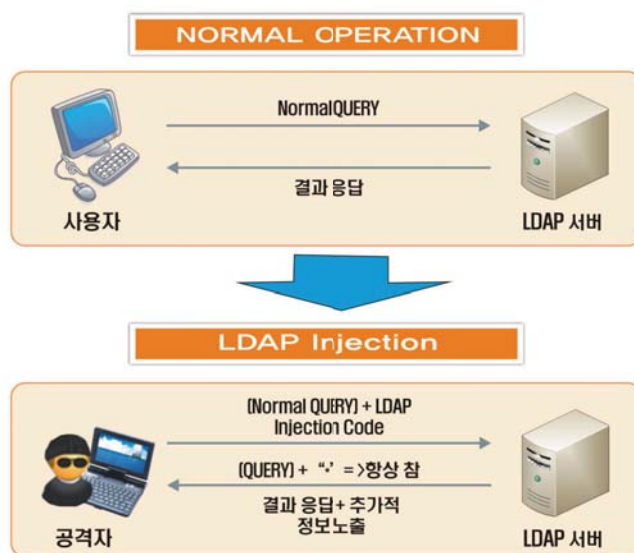 NORMAL OPERATION
NormalQUERY
결과 응답
사용자
LDAP 서버
LDAP Injection
(Normal QUERY) + LDAP
Injection Code
(QUERY) + “*’ = >항상 참
결과 응답+ 추가적
정보노출
공격자
LDAP 서버